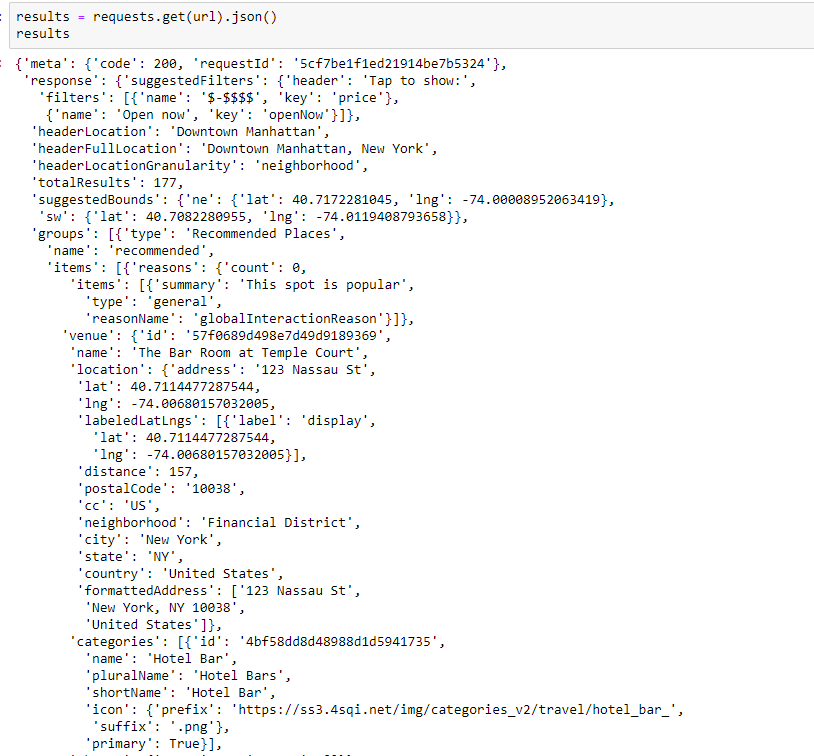 results = requests.get(url).json()
results
{'meta': {'code': 200, 'requestId': '5cf7be1f1ed21914be7b5324'},
'response': {'suggestedFilters': {'header': 'Tap to show:',
'filters': [{'name': '$-$$$$', 'key': 'price'},
{'name': 'Open now', 'key': 'openNow'}]},
'headerLocation': 'Downtown Manhattan',
'headerFullLocation': 'Downtown Manhattan, New York',
'headerLocationGranularity': 'neighborhood',
'totalResults': 177,
'suggestedBounds': {'ne': {'lat': 40.7172281045, 'lng': -74.00008952063419},
'sw': {'lat': 40.7082280955, 'lng': -74.0119408793658}},
'groups': [{'type': 'Recommended Places',
'name': 'recommended',
'items': [{'reasons': {'count': 0,
'items': [{'summary': 'This spot is popular',
'type': 'general',
'reasonName': 'globalInteractionReason'}]},
'venue': {'id': '57f0689d498e7d49d9189369',
'name': 'The Bar Room at Temple Court',
'location': {'address': '123 Nassau St',
'lat': 40.7114477287544,
'lng': -74.00680157032005,
'labeledLatLngs': [{'label': 'display',
'lat': 40.7114477287544,
'lng': -74.00680157032005}],
'distance': 157,
'postalCode': '10038',
'cc': 'US',
'neighborhood': 'Financial District',
'city': 'New York',
'state': 'NY',
'country': 'United States',
'formattedAddress': ['123 Nassau St',
'New York, NY 10038',
'United States']},
'categories': [{'id': '4bf58dd8d48988d1d5941735',
'name': 'Hotel Bar',
'pluralName': 'Hotel Bars',
'shortName': 'Hotel Bar',
'icon': {'prefix': 'https://ss3.4sqi.net/img/categories_v2/travel/hotel_bar_',
'suffix': '.png'},
'primary': True}],